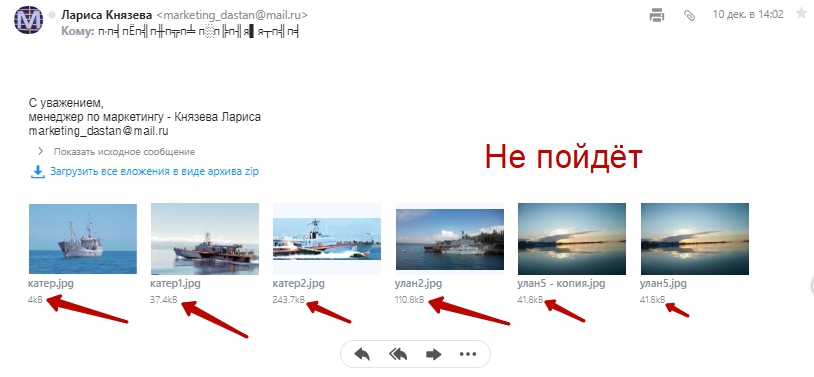 Лариса Князева <marketing_dastan@mail.ru>
10 дек. в 14:02
Кому:
С уважением,
менеджер по маркетингу - Князева Лариса
marketing_dastan@mail.ru
Показать исходное сообщение
Не пойдёт
Загрузить все вложения в виде архива zip
катер.jpg катер1.jpg катер2.jpg улан2.jpg улан5 - копия.jpg улан5.jpg
4kB 37.4kB 243.7kB 110.8kB 41.8kB 41.8kB